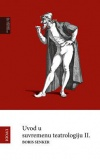 Uvod u
suvremenu teatrologiju II.
BORIS SENKER